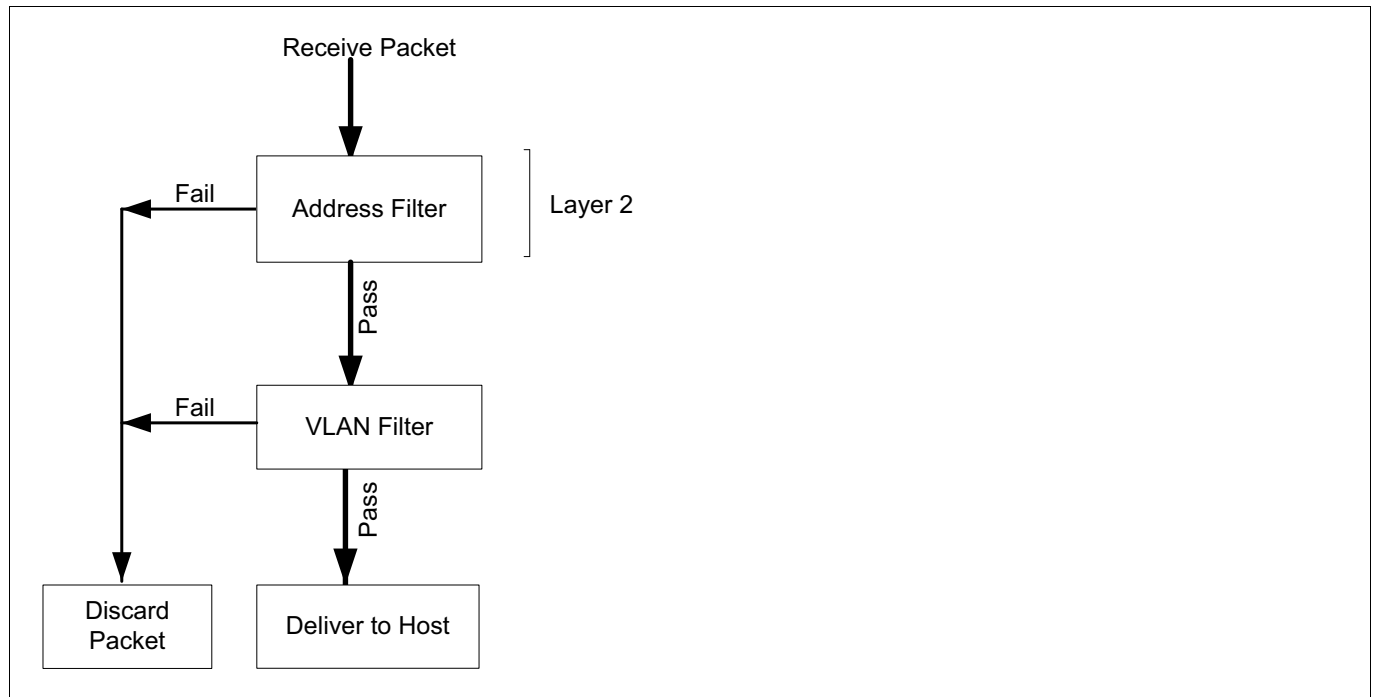 Receive Packet
Fail
Address Filter
Layer 2
Pass
Fail
VLAN Filter
Pass
Discard
Packet
Deliver to Host